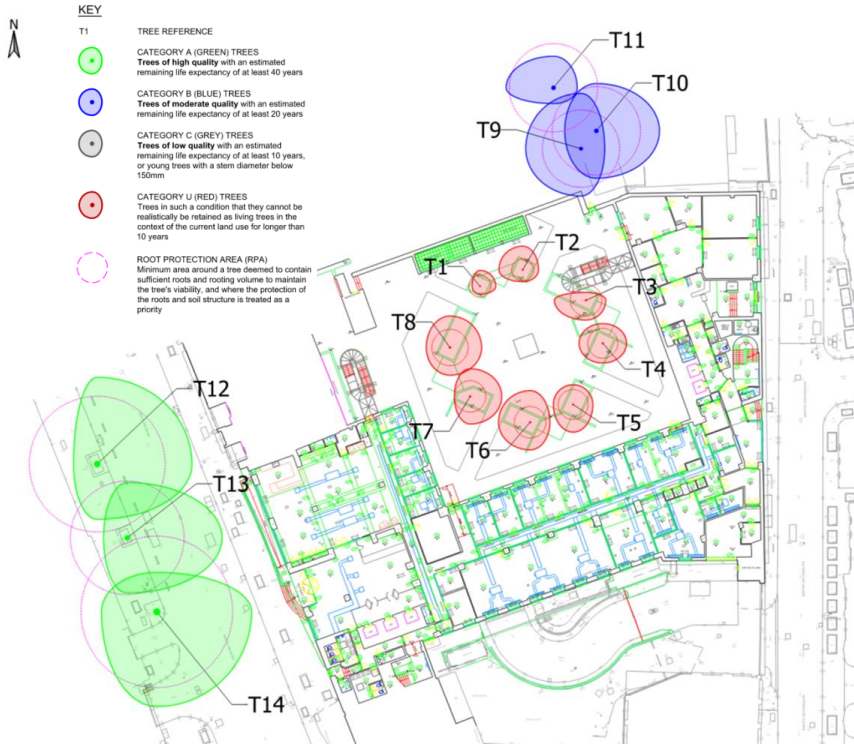 KEY
N
T1 TREE REFERENCE
CATEGORY A (GREEN) TREES
Trees of high quality with an estimated
remaining life expectancy of at least 40 years
CATEGORY B (BLUE) TREES
Trees of moderate quality with an estimated
remaining life expectancy of at least 20 years
CATEGORY C (GREY) TREES
Trees of low quality with an estimated
remaining life expectancy of at least 10 years,
or young trees with a stem diameter below
150mm
CATEGORY U (RED) TREES
Trees in such a condition that they cannot be
realistically be retained as living trees in the
context of the current land use for longer than
10 years
ROOT PROTECTION AREA (RPA)
Minimum area around a tree deemed to contain
sufficient roots and rooting volume to maintain
the tree's viability, and where the protection of
the roots and soil structure is treated as a
priority
T11
T10
T9
T2
T1
T3
T8
T4
T12
T5
T7
T6
T13
T14